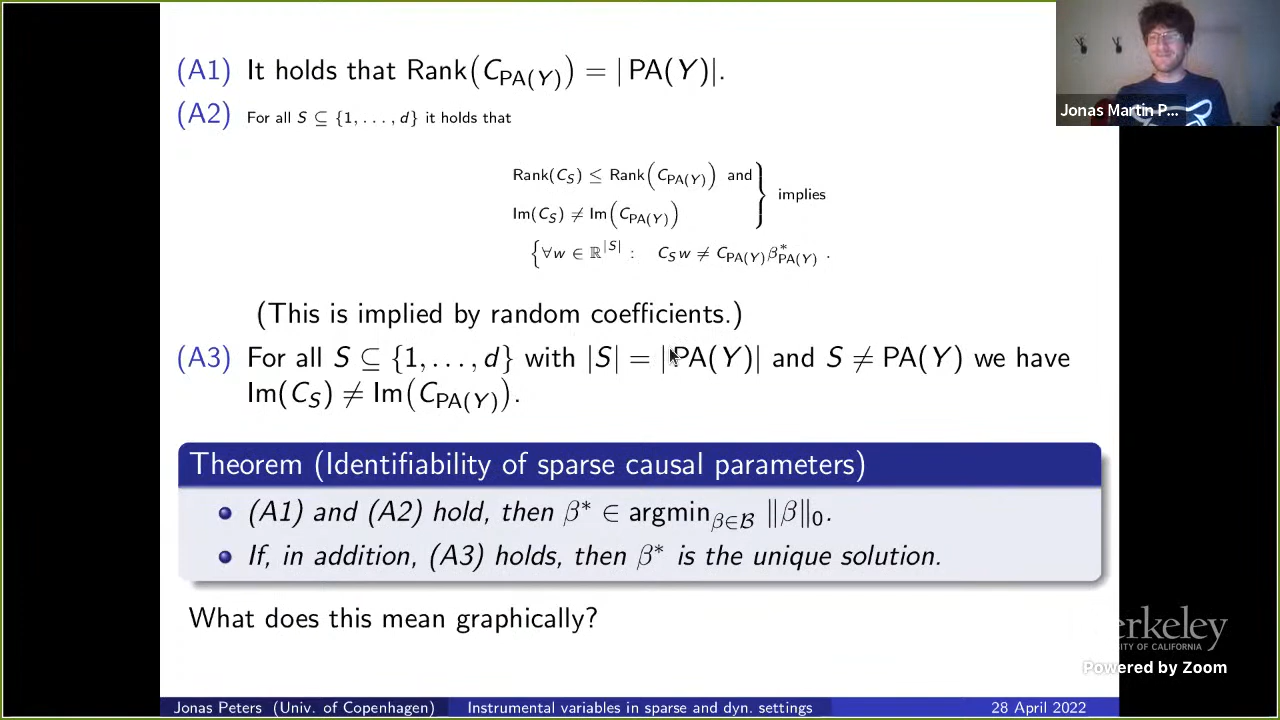 (A1) It holds that Rank(C_PA(Y)) = | PA(Y)|.
(A2) For all S ⊆ {1, . . . , d} it holds that
Rank(C_S) ≤ Rank(C_PA(Y)) and
Im(C_S) ≠ Im(C_PA(Y))
} implies
{∀w ∈ ℝ^|S| : C_S w ≠ C_PA(Y) β*_PA(Y) .
(This is implied by random coefficients.)
(A3) For all S ⊆ {1, . . . , d} with |S| = |PA(Y)| and S ≠ PA(Y) we have
Im(C_S) ≠ Im(C_PA(Y)).
Theorem (Identifiability of sparse causal parameters)
• (A1) and (A2) hold, then β* ∈ argmin_β∈𝓑 ‖β‖₀.
• If, in addition, (A3) holds, then β* is the unique solution.
What does this mean graphically?
Jonas Peters (Univ. of Copenhagen) Instrumental variables in sparse and dyn. settings 28 April 2022
Jonas Martin P...
erkeley
OF CALIFORNIA
Powered by Zoom